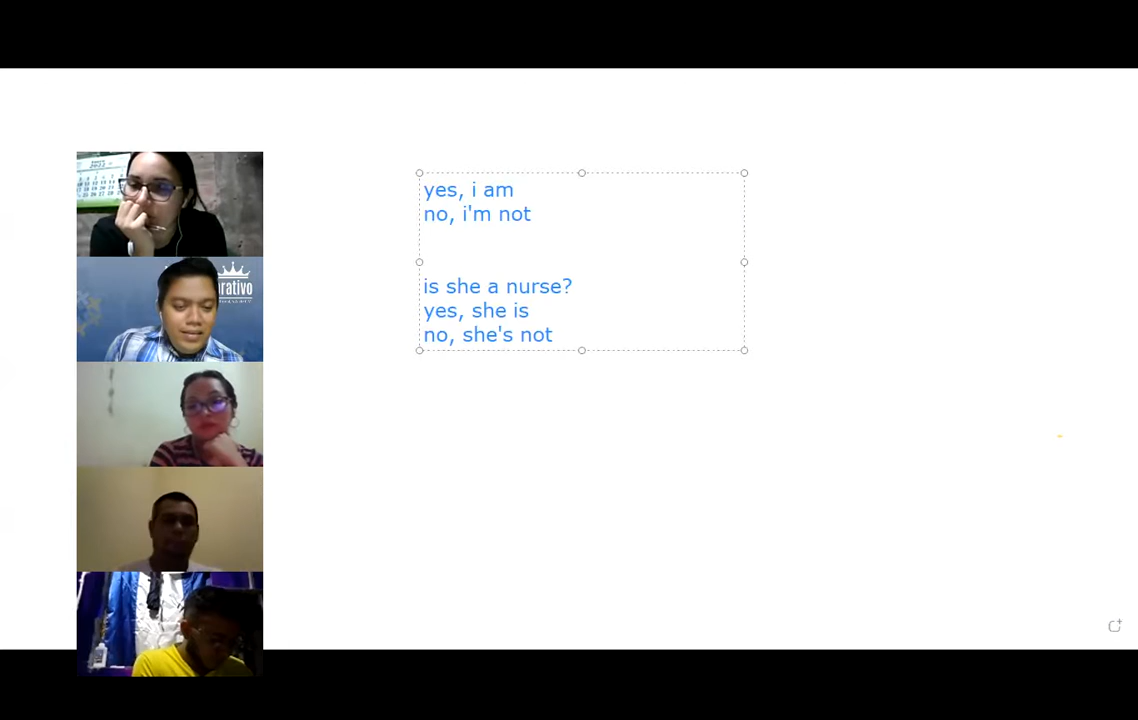 yes, i am
no, i'm not
is she a nurse?
yes, she is
no, she's not